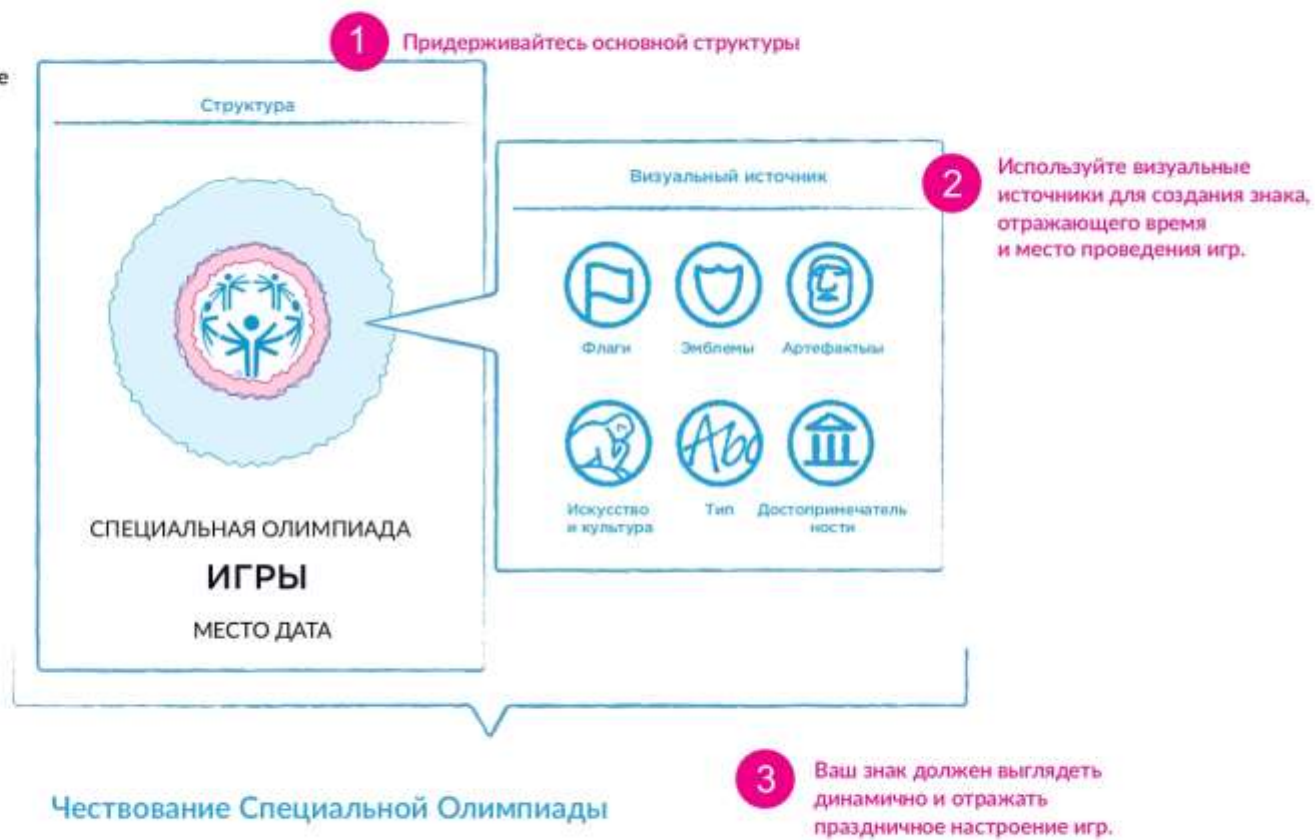 1
Придерживайтесь основной структуры
е
Структура
СПЕЦИАЛЬНАЯ ОЛИМПИАДА
ИГРЫ
МЕСТО ДАТА
Визуальный источник
Флаги
Эмблемы
Артефактыы
Искусство
и культура
Abc
Тип
Достопримечатель
ности
2
Используйте визуальные
источники для создания знака,
отражающего время
и место проведения игр.
Чествование Специальной Олимпиады
3
Ваш знак должен выглядеть
динамично и отражать
праздничное настроение игр.